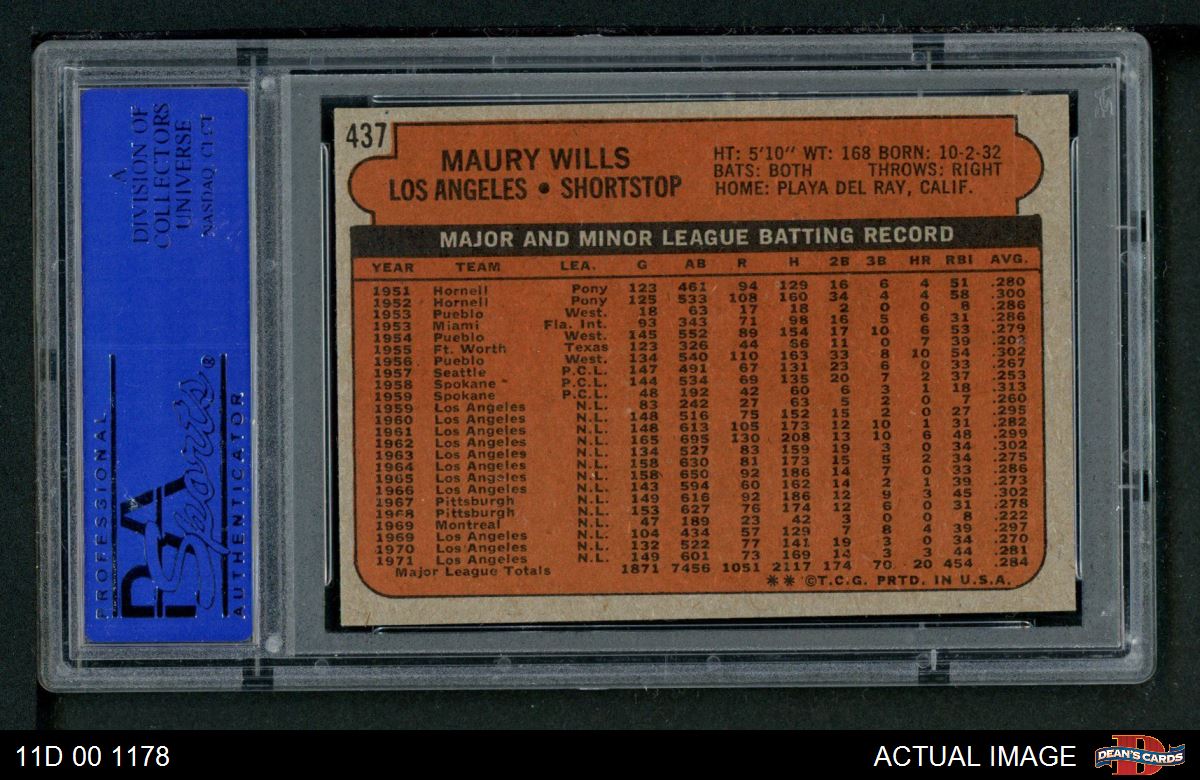 A
DIVISION OF
COLLECTORS
UNIVERSE
NASDAQ CLCT
PROFESSIONAL
PSA
Sports®
AUTHENTICATOR
437
MAURY WILLS
LOS ANGELES • SHORTSTOP
HT: 5'10" WT: 168 BORN: 10-2-32
BATS: BOTH THROWS: RIGHT
HOME: PLAYA DEL RAY, CALIF.
MAJOR AND MINOR LEAGUE BATTING RECORD
YEAR TEAM LEA. G AB R H 2B 3B HR RBI AVG.
1951 Hornell Pony 123 461 94 129 16 6 4 51 .280
1952 Hornell Pony 125 533 108 160 34 4 4 58 .300
1953 Pueblo West. 18 63 17 18 2 0 0 8 .286
1953 Miami Fla. Int. 93 343 71 98 16 5 6 31 .286
1954 Pueblo West. 145 552 89 154 17 10 6 53 .279
1955 Ft. Worth Texas 123 326 44 66 11 0 7 39 .202
1956 Pueblo West. 134 540 110 163 33 8 10 54 .302
1957 Seattle P.C.L. 147 491 67 131 23 6 0 33 .267
1958 Spokane P.C.L. 144 534 69 135 20 7 2 37 .253
1959 Spokane P.C.L. 48 192 42 60 6 3 1 18 .313
1959 Los Angeles N.L. 83 242 27 63 5 2 0 7 .260
1960 Los Angeles N.L. 148 516 75 152 15 2 0 27 .295
1961 Los Angeles N.L. 148 613 105 173 12 10 1 31 .282
1962 Los Angeles N.L. 165 695 130 208 13 10 6 48 .299
1963 Los Angeles N.L. 134 527 83 159 19 3 0 34 .302
1964 Los Angeles N.L. 158 630 81 173 15 5 2 34 .275
1965 Los Angeles N.L. 158 650 92 186 14 7 0 33 .286
1966 Los Angeles N.L. 143 594 60 162 14 2 1 39 .273
1967 Pittsburgh N.L. 149 616 92 186 12 9 3 45 .302
1968 Pittsburgh N.L. 153 627 76 174 12 6 0 31 .278
1969 Montreal N.L. 47 189 23 42 3 0 0 8 .222
1969 Los Angeles N.L. 104 434 57 129 7 8 4 39 .297
1970 Los Angeles N.L. 132 522 77 141 19 3 0 34 .270
1971 Los Angeles N.L. 149 601 73 169 14 3 3 44 .281
Major League Totals 1871 7456 1051 2117 174 70 20 454 .284
** ©T.C.G. PRTD. IN U.S.A.
11D 00 1178
ACTUAL IMAGE
DEAN'S CARDS